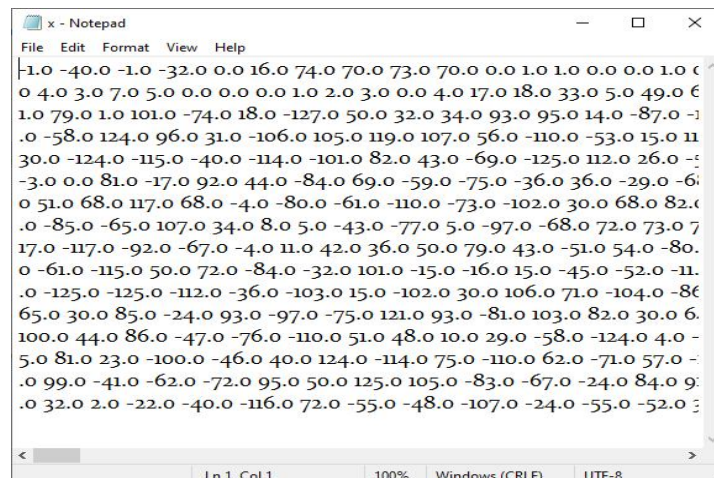 x - Notepad
File Edit Format View Help
-1.0 -40.0 -1.0 -32.0 0.0 16.0 74.0 70.0 73.0 70.0 0.0 1.0 1.0 0.0 0.0 1.0
0 4.0 3.0 7.0 5.0 0.0 0.0 0.0 1.0 2.0 3.0 0.0 4.0 17.0 18.0 33.0 5.0 49.0 6
1.0 79.0 1.0 101.0 -74.0 18.0 -127.0 50.0 32.0 34.0 93.0 95.0 14.0 -87.0 -1
.0 -58.0 124.0 96.0 31.0 -106.0 105.0 119.0 107.0 56.0 -110.0 -53.0 15.0 11
30.0 -124.0 -115.0 -40.0 -114.0 -101.0 82.0 43.0 -69.0 -125.0 112.0 26.0
-3.0 0.0 81.0 -17.0 92.0 44.0 -84.0 69.0 -59.0 -75.0 -36.0 36.0 -29.0
0 51.0 68.0 117.0 68.0 -4.0 -80.0 -61.0 -110.0 -73.0 -102.0 30.0 68.0 82.
.0 -85.0 -65.0 107.0 34.0 8.0 5.0 -43.0 -77.0 5.0 -97.0 -68.0 72.0 73.0 7
17.0 -117.0 -92.0 -67.0 -4.0 11.0 42.0 36.0 50.0 79.0 43.0 -51.0 54.0 -80.
0 -61.0 -115.0 50.0 72.0 -84.0 -32.0 101.0 -15.0 -16.0 15.0 -45.0 -52.0 -11.
.0 -125.0 -125.0 -112.0 -36.0 -103.0 15.0 -102.0 30.0 106.0 71.0 -104.0 -86
65.0 30.0 85.0 -24.0 93.0 -97.0 -75.0 121.0 93.0 -81.0 103.0 82.0 30.0 6
100.0 44.0 86.0 -47.0 -76.0 -110.0 51.0 48.0 10.0 29.0 -58.0 -124.0 4.0 -
5.0 81.0 23.0 -100.0 -46.0 40.0 124.0 -114.0 75.0 -110.0 62.0 -71.0 57.0 -
.0 99.0 -41.0 -62.0 -72.0 95.0 50.0 125.0 105.0 -83.0 -67.0 -24.0 84.0
.0 32.0 2.0 -22.0 -40.0 -116.0 72.0 -55.0 -48.0 -107.0 -24.0 -55.0 -52.0
Ln 1, Col 1 100% Windows (CRLF) UTF-8